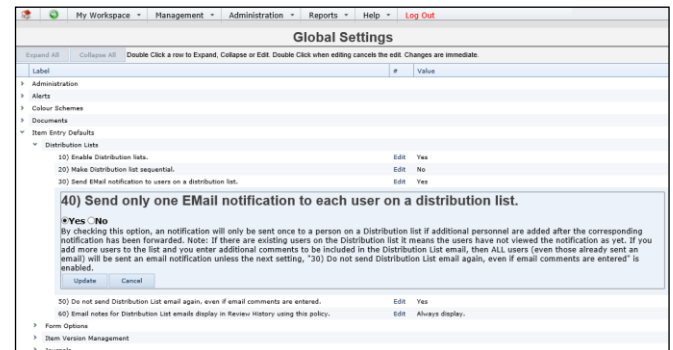 My Workspace Management Administration Reports Help Log Out
Global Settings
Expand All Collapse All Double Click a row to Expand, Collapse or Edit. Double Click when editing cancels the edit. Changes are immediate.
Label # Value
Administration
Alerts
Colour Schemes
Documents
Item Entry Defaults
Distribution Lists
10) Enable Distribution lists. Edit Yes
20) Make Distribution list sequential. Edit No
30) Send EMail notification to users on a distribution list. Edit Yes
40) Send only one EMail notification to each user on a distribution list.
Yes No
By checking this option, an notification will only be sent once to a person on a Distribution list if additional personnel are added after the corresponding
notification has been forwarded. Note: If there are existing users on the Distribution list it means the users have not viewed the notification as yet. If you
add more users to the list and you enter additional comments to be included in the Distribution List email, then ALL users (even those already sent an
email) will be sent an email notification unless the next setting, "30) Do not send Distribution List email again, even if email comments are entered" is
enabled.
Update Cancel
50) Do not send Distribution List email again, even if email comments are entered. Edit Yes
60) Email notes for Distribution List emails display in Review History using this policy. Edit Always display.
Form Options
Item Version Management
Journals